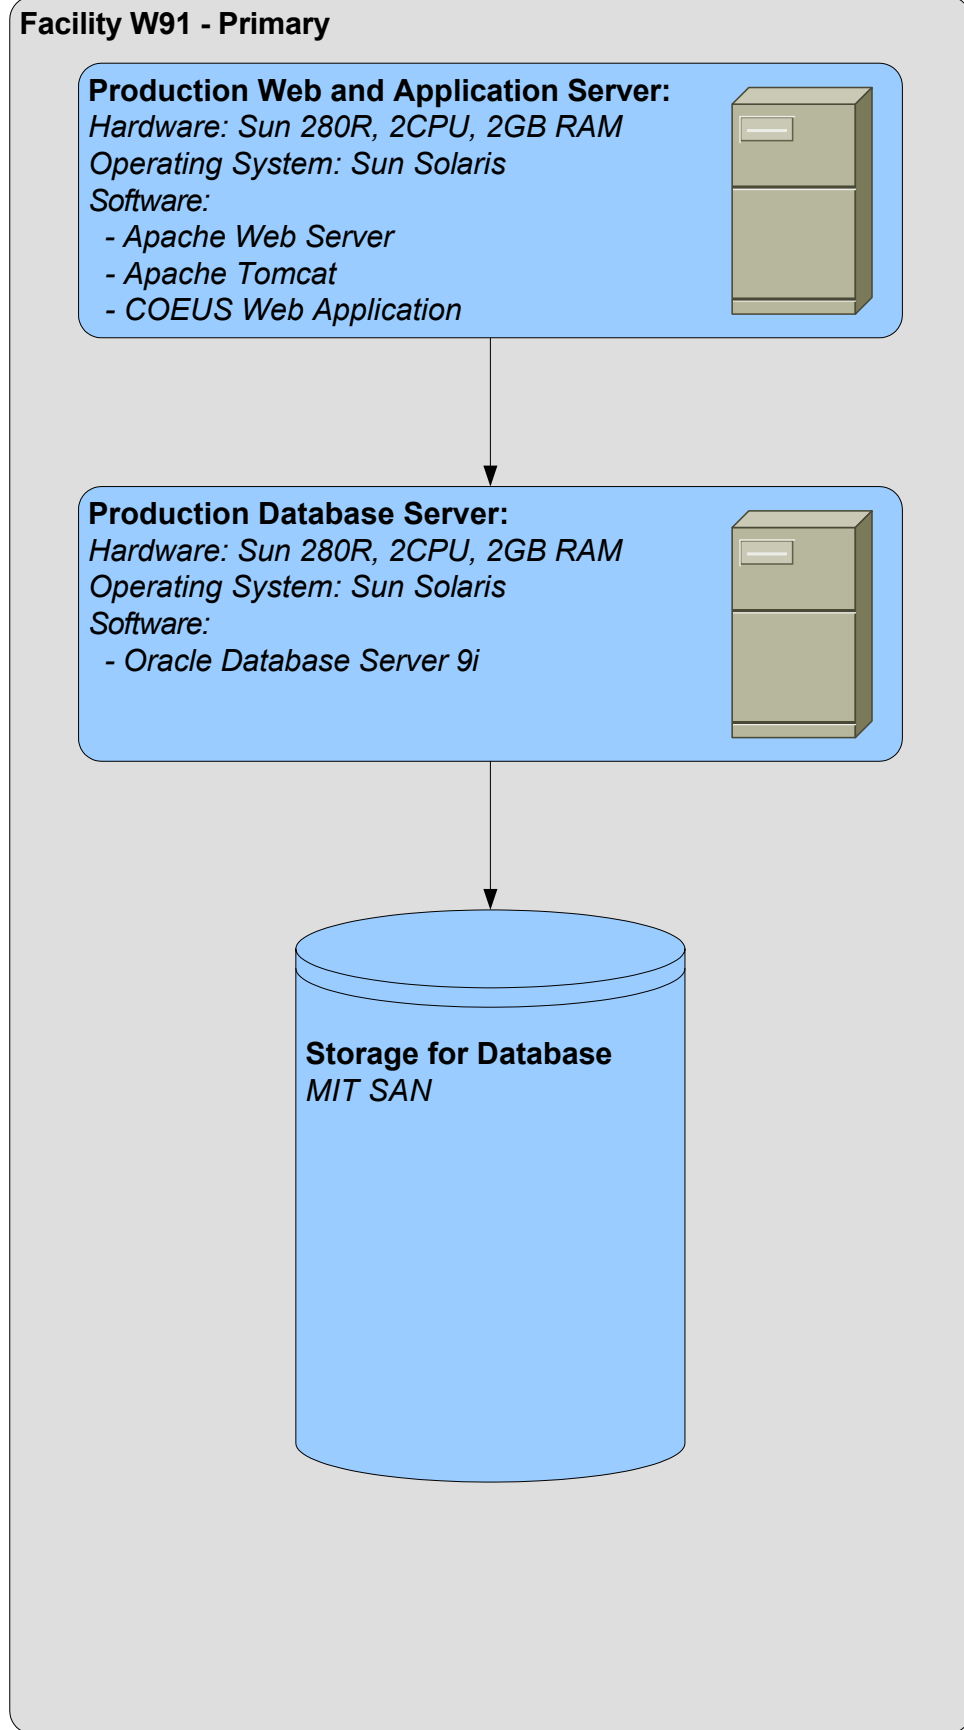 Facility W91 - Primary
Production Web and Application Server:
Hardware: Sun 280R, 2CPU, 2GB RAM
Operating System: Sun Solaris
Software:
- Apache Web Server
- Apache Tomcat
- COEUS Web Application
Production Database Server:
Hardware: Sun 280R, 2CPU, 2GB RAM
Operating System: Sun Solaris
Software:
- Oracle Database Server 9i
Storage for Database
MIT SAN